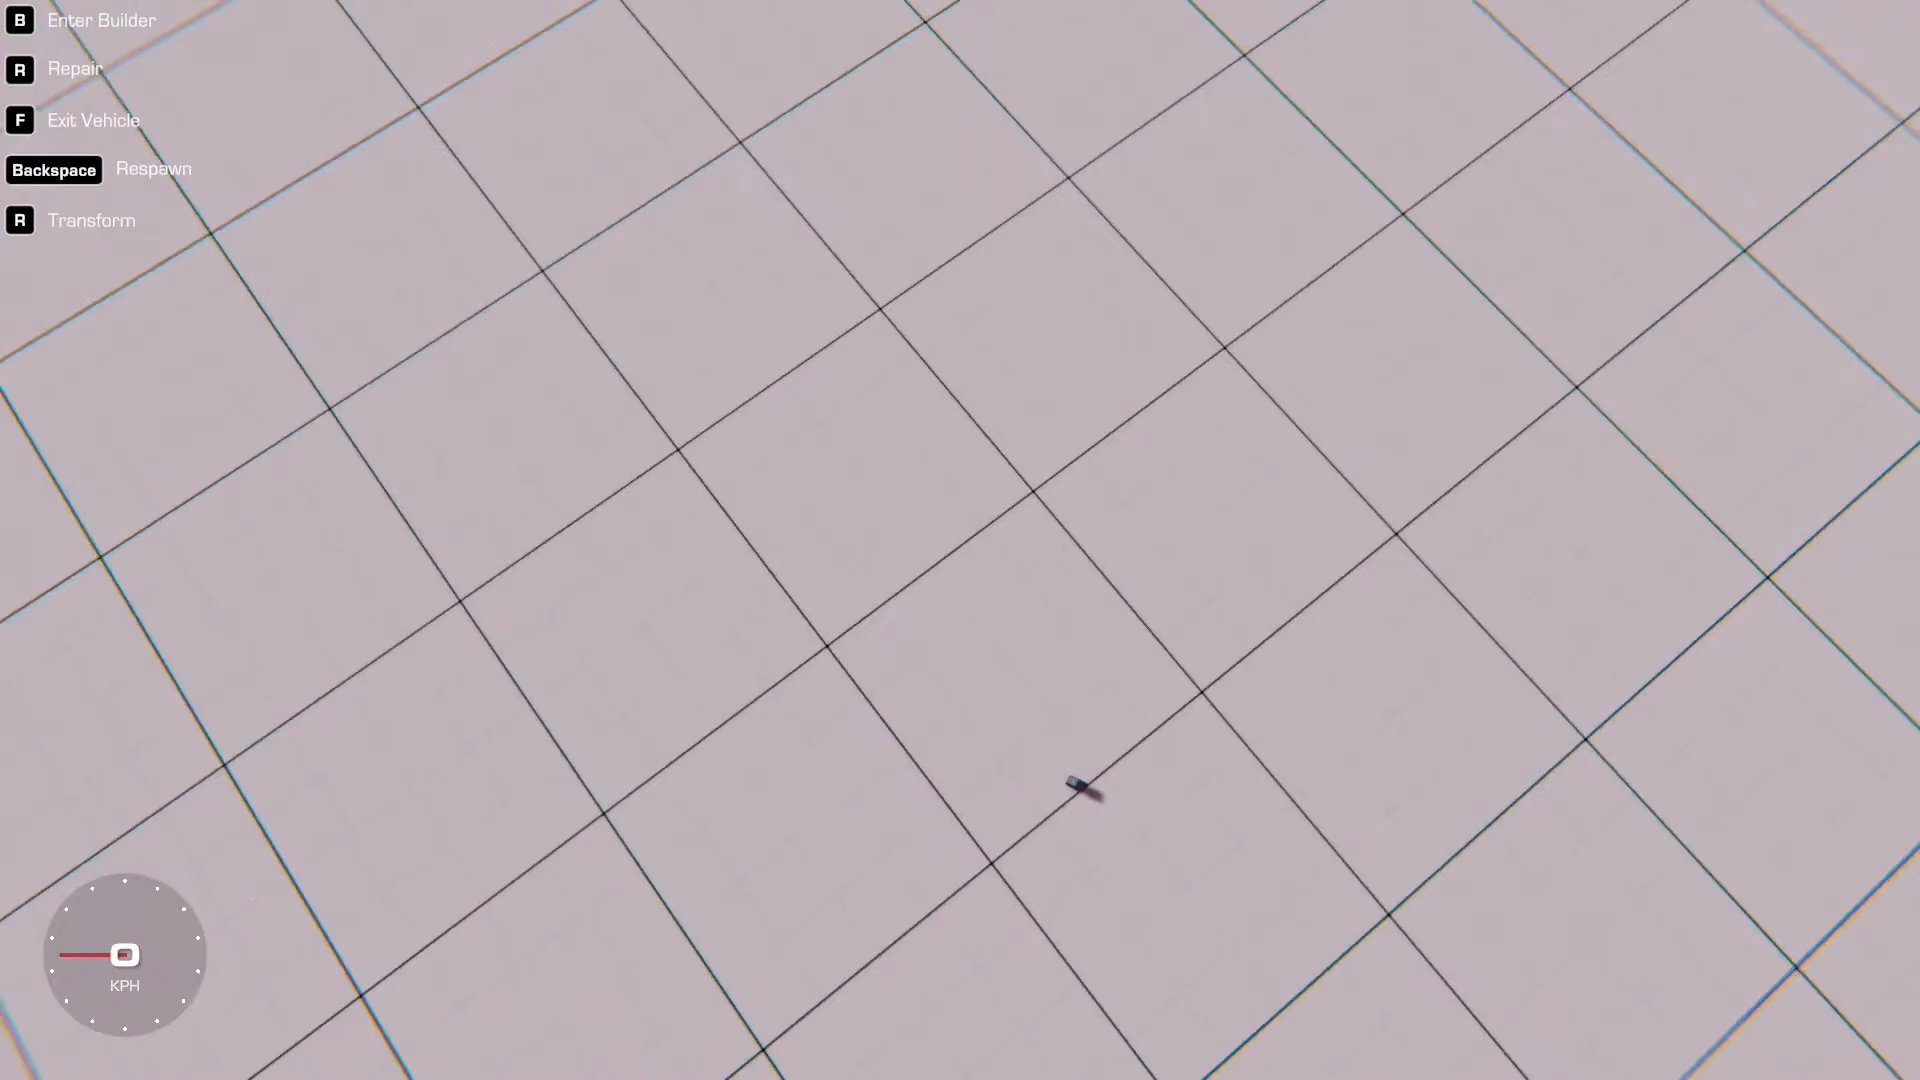 B Enter Builder
R Repair
F Exit Vehicle
Backspace Respawn
R Transform
0
KPH